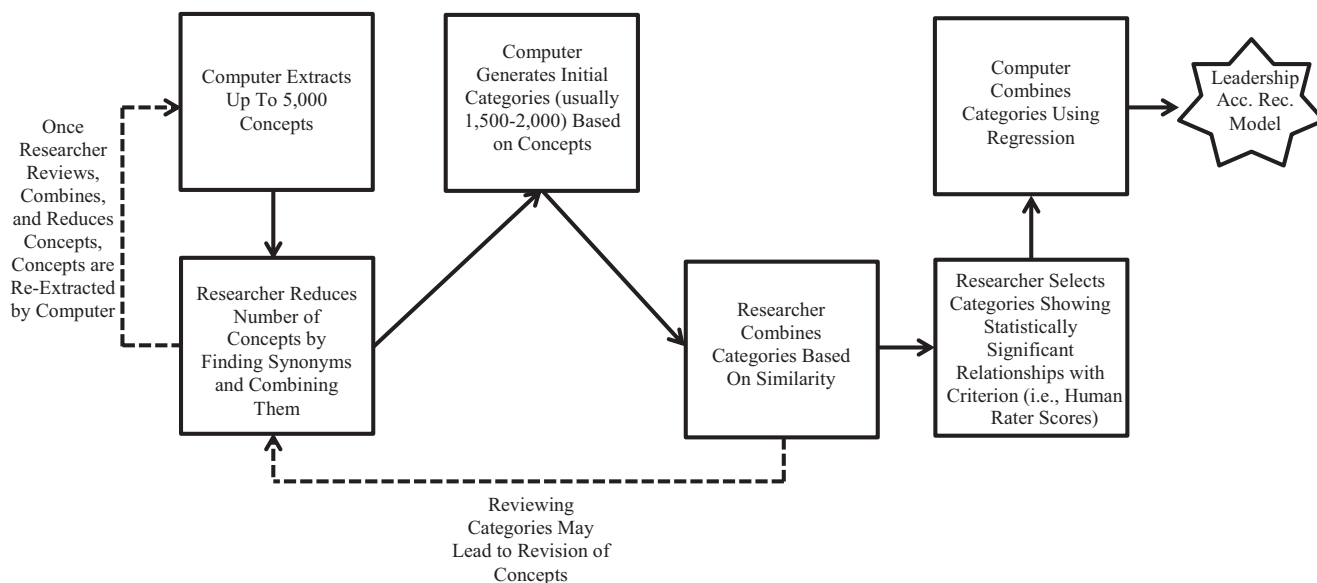 Once
Researcher
Reviews,
Combines,
and Reduces
Concepts,
Concepts are
Re-Extracted
by Computer
Computer Extracts
Up To 5,000
Concepts
Researcher Reduces
Number of
Concepts by
Finding Synonyms
and Combining
Them
Computer
Generates Initial
Categories (usually
1,500-2,000) Based
on Concepts
Researcher
Combines
Categories Based
On Similarity
Reviewing
Categories May
Lead to Revision of
Concepts
Researcher Selects
Categories Showing
Statistically
Significant
Relationships with
Criterion (i.e., Human
Rater Scores)
Computer
Combines
Categories Using
Regression
Leadership
Acc. Rec.
Model